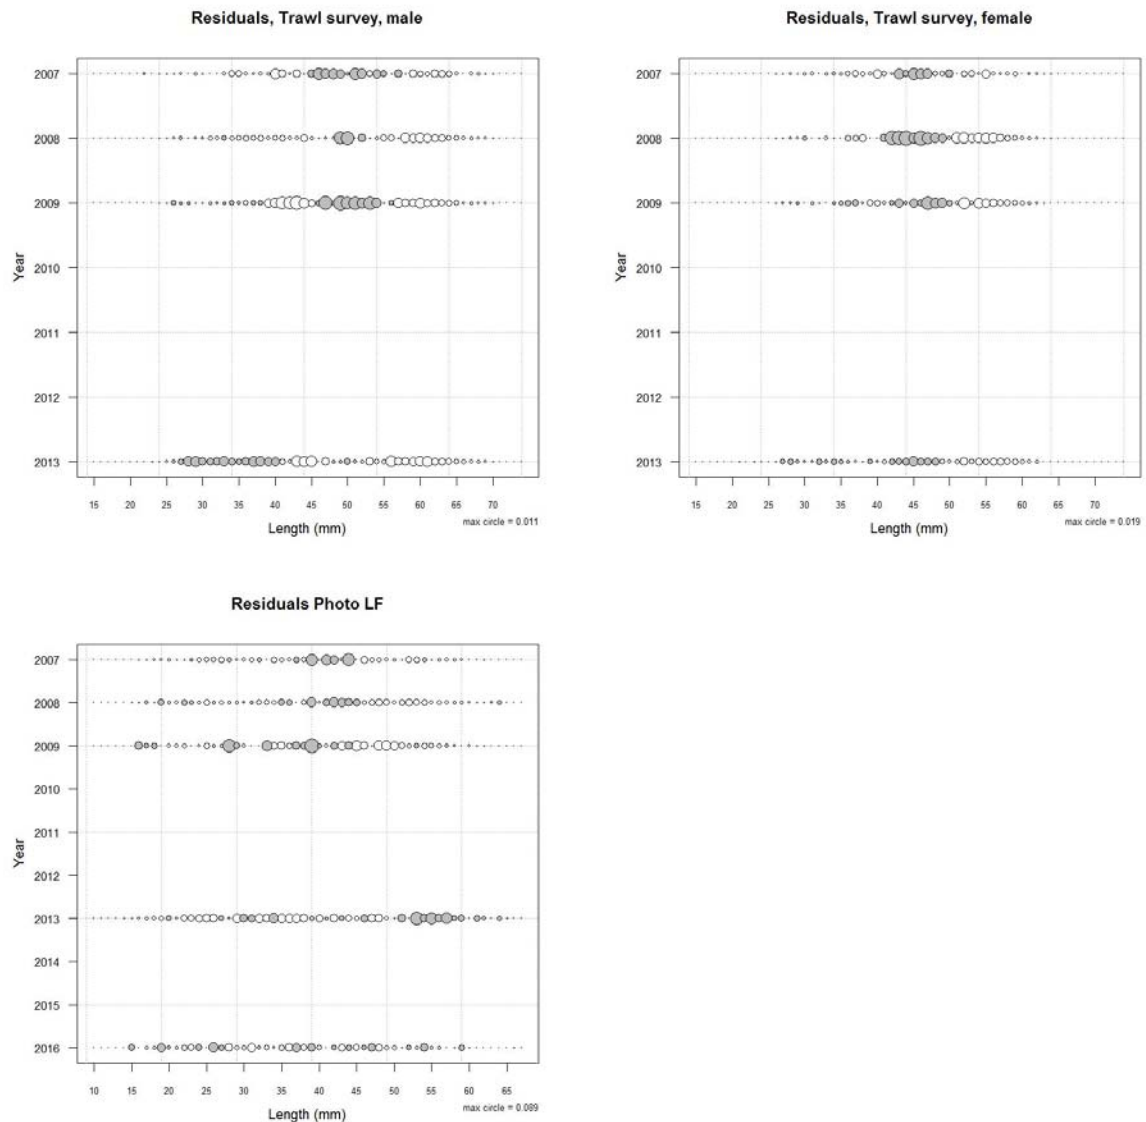 Residuals, Trawl survey, male
2007
2008
2009
2010
2011
2012
2013
Year
15 20 25 30 35 40 45 50 55 60 65 70
Length (mm)
max circle = 0.011
Residuals, Trawl survey, female
2007
2008
2009
2010
2011
2012
2013
Year
15 20 25 30 35 40 45 50 55 60 65 70
Length (mm)
max circle = 0.019
Residuals Photo LF
2007
2008
2009
2010
2011
2012
2013
2014
2015
2016
Year
10 15 20 25 30 35 40 45 50 55 60 65
Length (mm)
max circle = 0.089